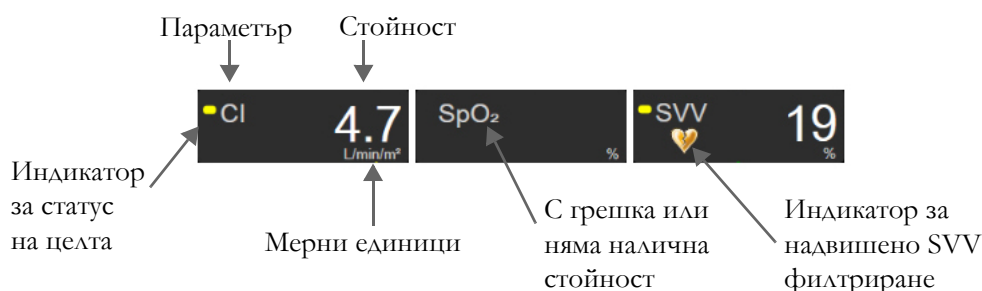 Параметър Стойност
CI 4.7 L/min/m²
SpO₂ %
SVV 19 %
Индикатор
за статус
на целта
Мерни единици
С грешка или
няма налична
стойност
Индикатор за
надвишено SVV
филтриране